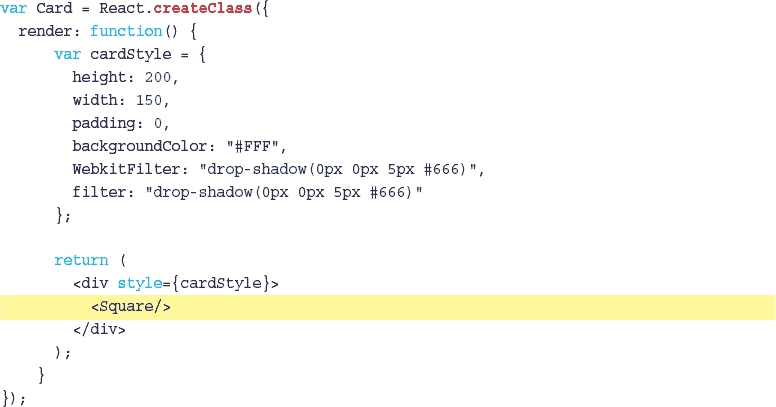 var Card = React.createClass({
  render: function() {
      var cardStyle = {
        height: 200,
        width: 150,
        padding: 0,
        backgroundColor: "#FFF",
        WebkitFilter: "drop-shadow(0px 0px 5px #666)",
        filter: "drop-shadow(0px 0px 5px #666)"
      };

      return (
        <div style={cardStyle}>
          <Square/>
        </div>
      );
    }
});